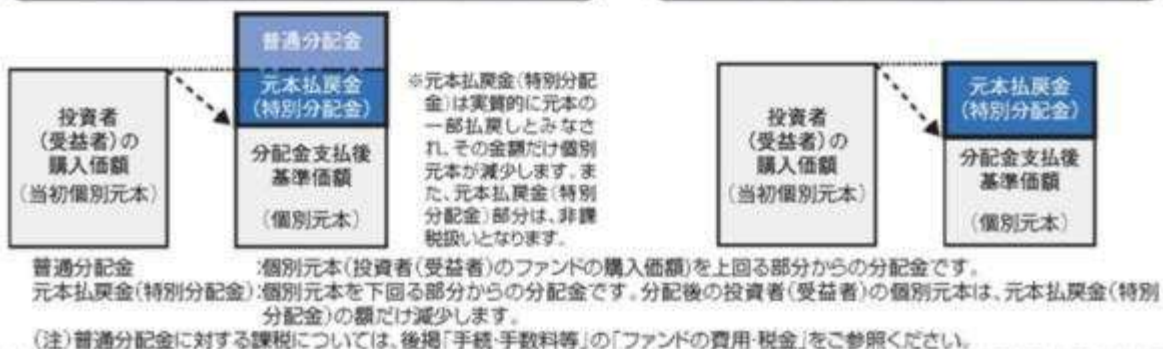 普通分配金
元本払戻金
(特別分配金)
投資者
(受益者)の
購入価額
(当初個別元本)
分配金支払後
基準価額
(個別元本)
※元本払戻金(特別分配
金)は実質的に元本の
一部払戻しとみなさ
れ、その金額だけ個別
元本が減少します。ま
た、元本払戻金(特別
分配金)部分は、非課
税扱いとなります。
投資者
(受益者)の
購入価額
(当初個別元本)
元本払戻金
(特別分配金)
分配金支払後
基準価額
(個別元本)
普通分配金 :個別元本(投資者(受益者)のファンドの購入価額)を上回る部分からの分配金です。
元本払戻金(特別分配金):個別元本を下回る部分からの分配金です。分配後の投資者(受益者)の個別元本は、元本払戻金(特別
分配金)の額だけ減少します。
(注)普通分配金に対する課税については、後掲「手続・手数料等」の「ファンドの費用・税金」をご参照ください。